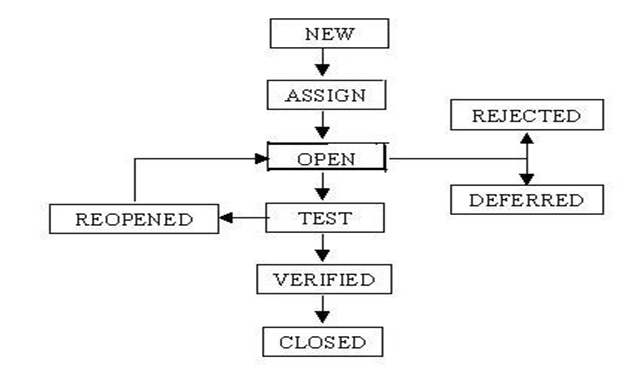 NEW
ASSIGN
REJECTED
OPEN
DEFERRED
REOPENED
TEST
VERIFIED
CLOSED